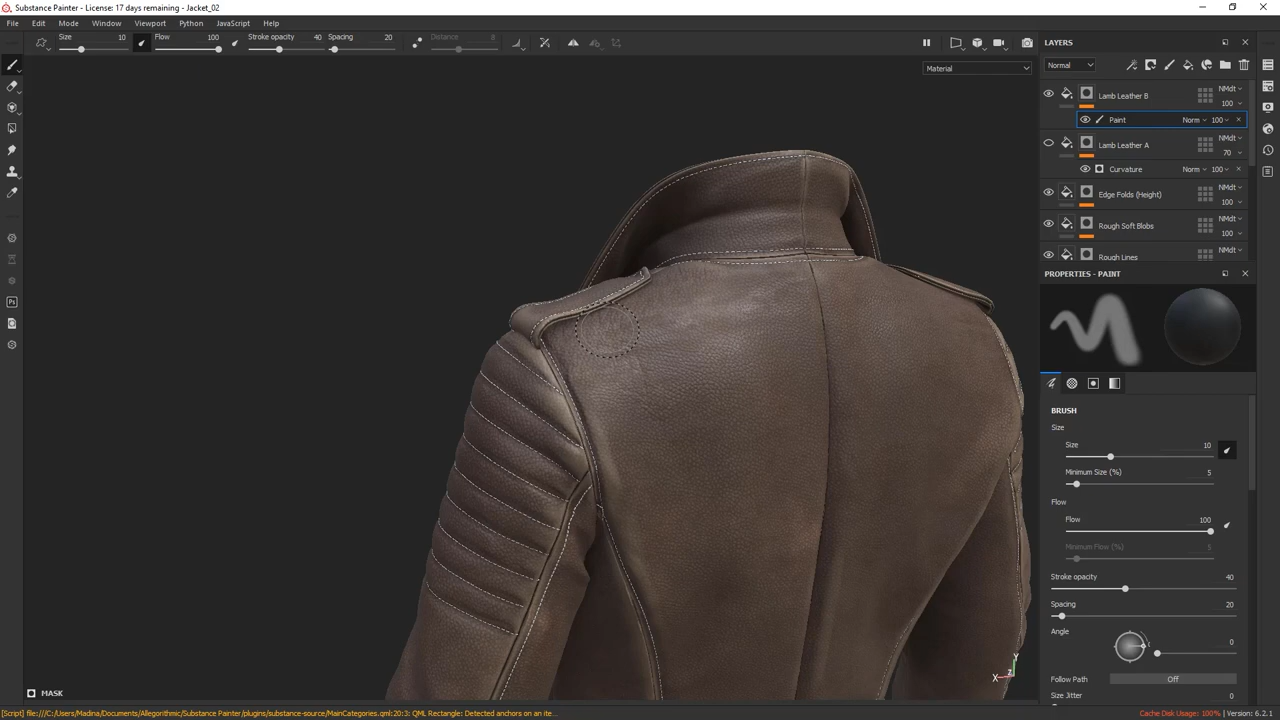 Substance Painter - License: 17 days remaining - Jacket_02
File Edit Mode Window Viewport Python JavaScript Help
Size 10 Flow 100 Stroke opacity 40 Spacing 20 Distance 8
Material
LAYERS
Normal
Lamb Leather B NMdt 100
Paint Norm 100
Lamb Leather A NMdt 70
Curvature Norm 100
Edge Folds (Height) NMdt 100
Rough Soft Blobs NMdt 100
Rough Lines NMdt
PROPERTIES - PAINT
BRUSH
Size
Size 10
Minimum Size (%) 5
Flow
Flow 100
Minimum Flow (%) 5
Stroke opacity 40
Spacing 20
Angle 0
Follow Path Off
Size Jitter 0
Ps
Y
X Z
MASK
[Script] file:///C:/Users/Madina/Documents/Allegorithmic/Substance Painter/plugins/substance-source/MainCategories.qml:20:3: QML Rectangle: Detected anchors on an ite...
Cache Disk Usage: 100% | Version: 6.2.1